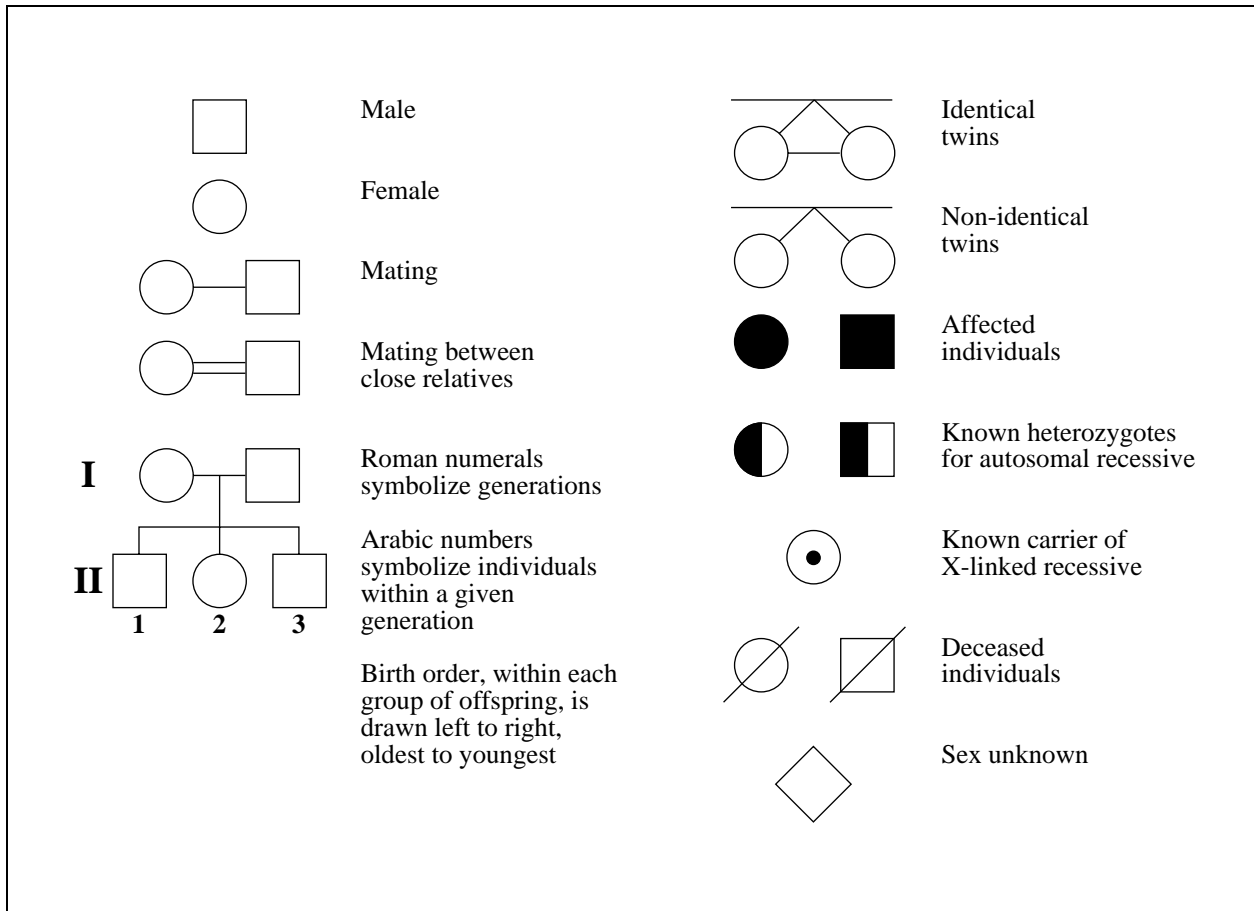 Male
Female
Mating
Mating between
close relatives
I
Roman numerals
symbolize generations
II
1 2 3
Arabic numbers
symbolize individuals
within a given
generation
Birth order, within each
group of offspring, is
drawn left to right,
oldest to youngest
Identical
twins
Non-identical
twins
Affected
individuals
Known heterozygotes
for autosomal recessive
Known carrier of
X-linked recessive
Deceased
individuals
Sex unknown